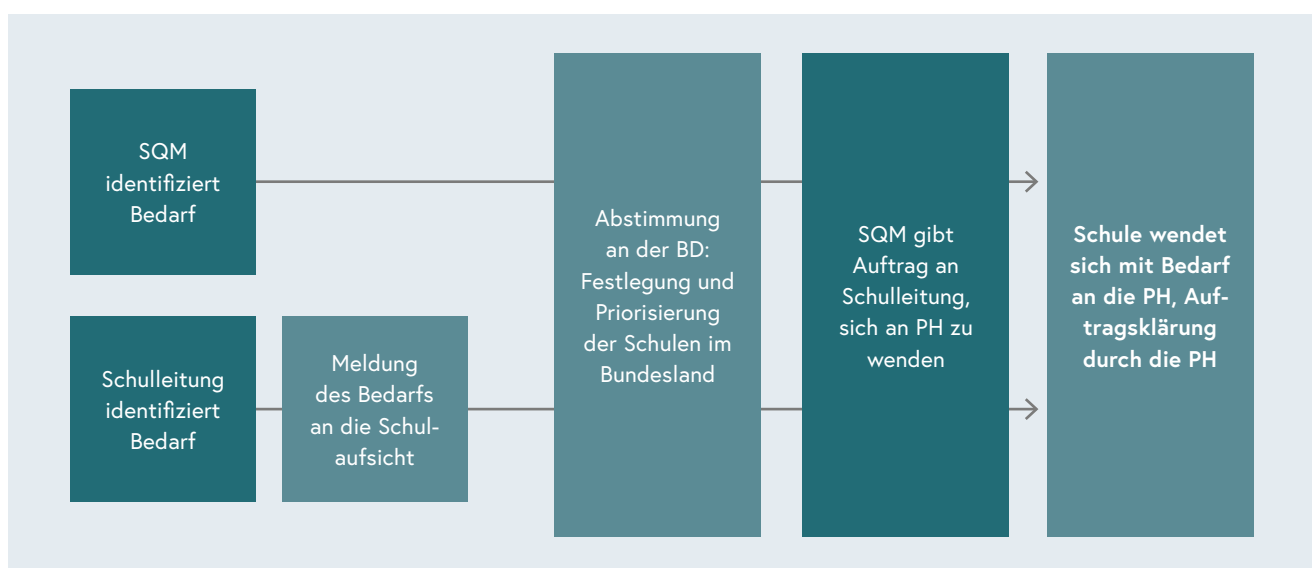 SQM
identifiziert
Bedarf
Schulleitung
identifiziert
Bedarf
Meldung
des Bedarfs
an die Schul-
aufsicht
Abstimmung
an der BD:
Festlegung und
Priorisierung
der Schulen im
Bundesland
SQM gibt
Auftrag an
Schulleitung,
sich an PH zu
wenden
Schule wendet
sich mit Bedarf
an die PH, Auf-
tragsklärung
durch die PH